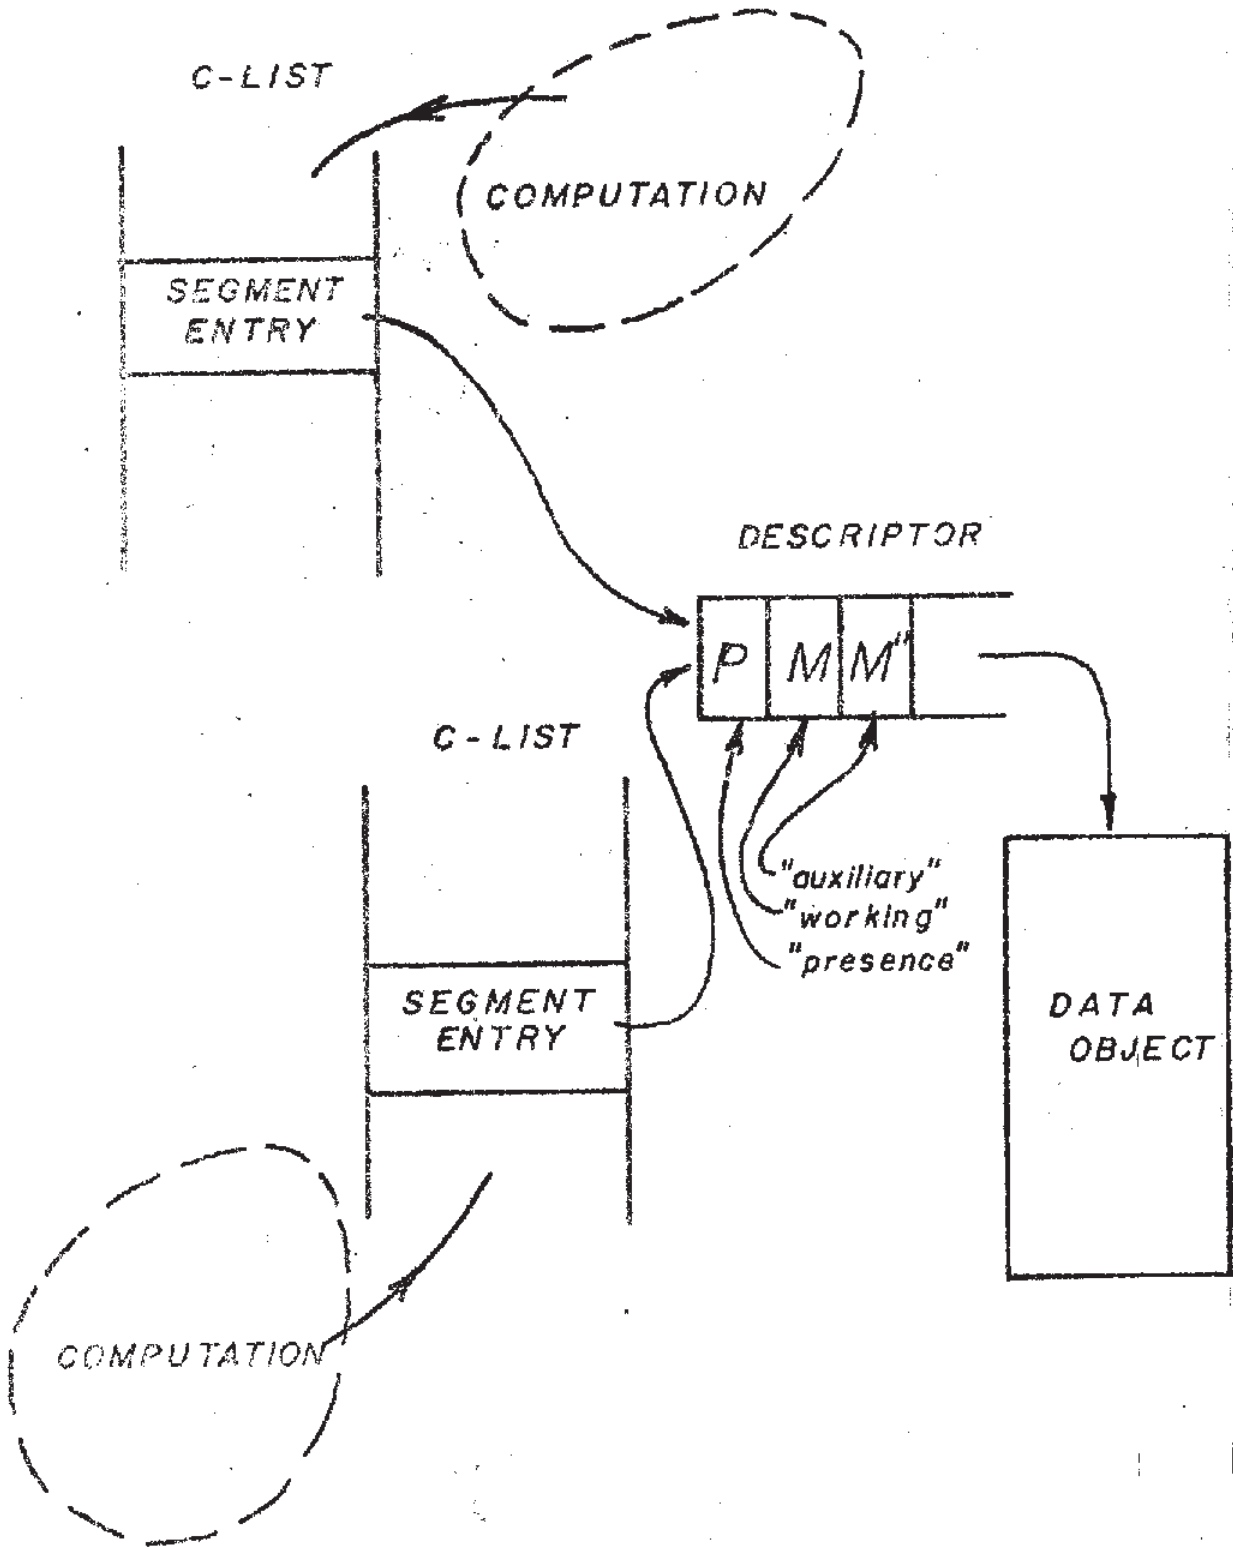 C-LIST
COMPUTATION
SEGMENT
ENTRY
DESCRIPTOR
P M M"
C-LIST
"auxiliary"
"working"
"presence"
SEGMENT
ENTRY
DATA
OBJECT
COMPUTATION